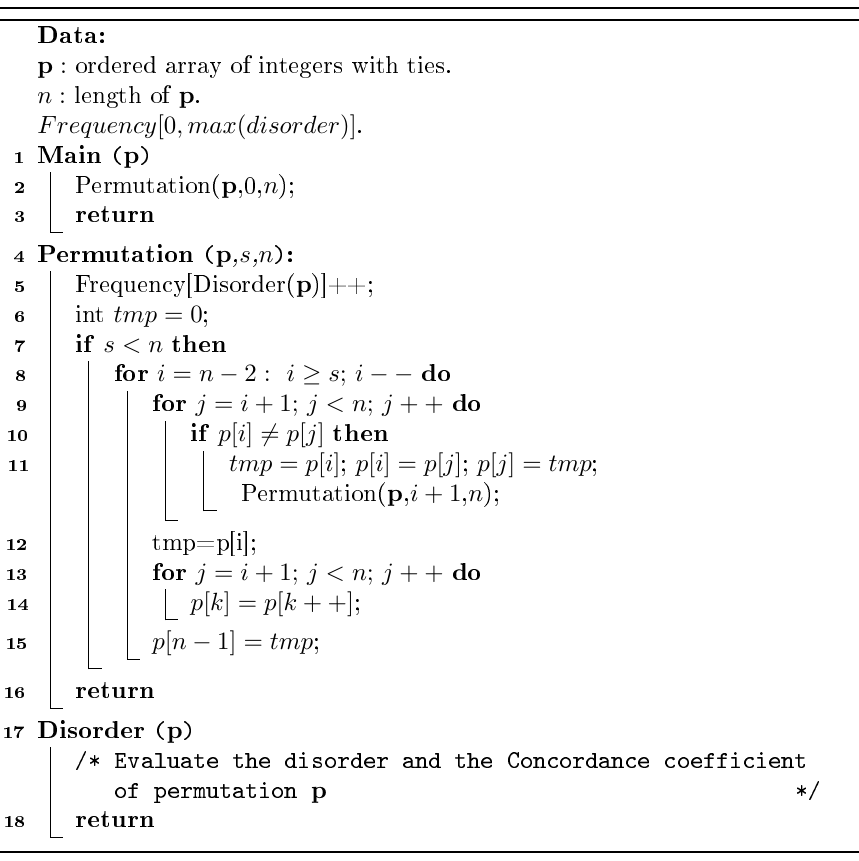 Data:
p : ordered array of integers with ties.
n : length of p.
Frequency[0, max(disorder)].
1 Main (p)
2 Permutation(p,0,n);
3 return
4 Permutation (p,s,n):
5 Frequency[Disorder(p)]++;
6 int tmp = 0;
7 if s < n then
8 for i = n − 2 : i ≥ s; i − − do
9 for j = i + 1; j < n; j + + do
10 if p[i] ≠ p[j] then
11 tmp = p[i]; p[i] = p[j]; p[j] = tmp;
Permutation(p,i + 1,n);
12 tmp=p[i];
13 for j = i + 1; j < n; j + + do
14 p[k] = p[k + +];
15 p[n − 1] = tmp;
16 return
17 Disorder (p)
/* Evaluate the disorder and the Concordance coefficient
of permutation p */
18 return